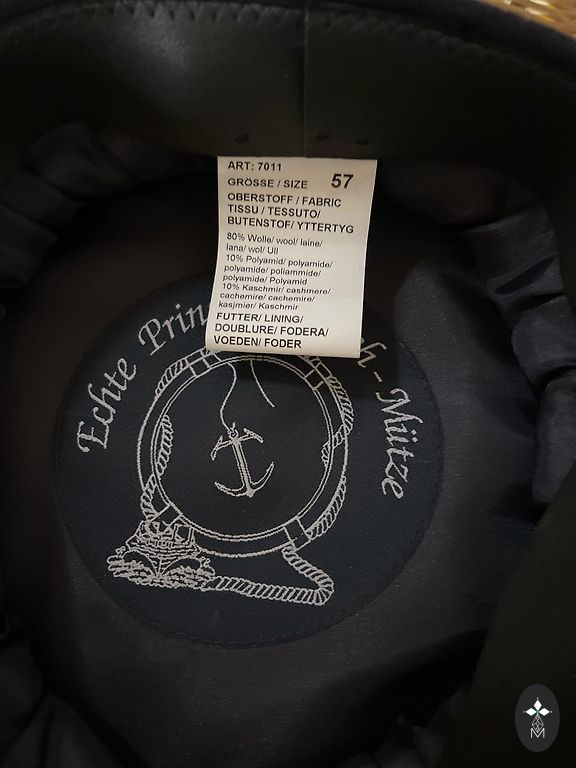 ART: 7011
GRÖSSE / SIZE 57
OBERSTOFF / FABRIC
TISSU / TESSUTO/
BUTENSTOF/ YTTERTYG
80% Wolle/ wool/ laine/
lana/ wol/ Ull
10% Polyamid/ polyamide/
polyamide/ poliammide/
polyamide/ Polyamid
10% Kaschmir/ cashmere/
cachemire/ cachemire/
kasjmier/ Kaschmir
FUTTER/ LINING/
DOUBLURE/ FODERA/
VOEDEN/ FODER
Echte Prin h-Mütze
M